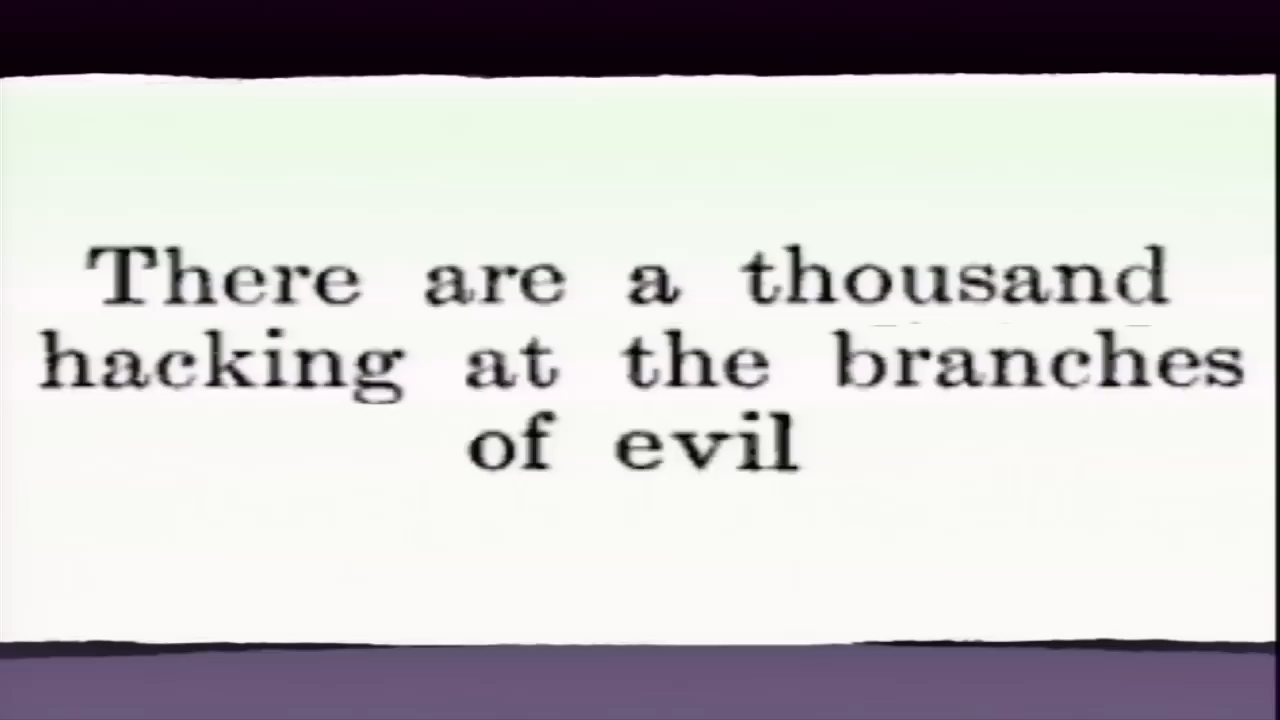 There are a thousand
hacking at the branches
of evil